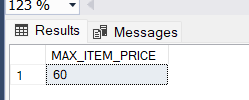 123 %
Results Messages
MAX_ITEM_PRICE
1 60